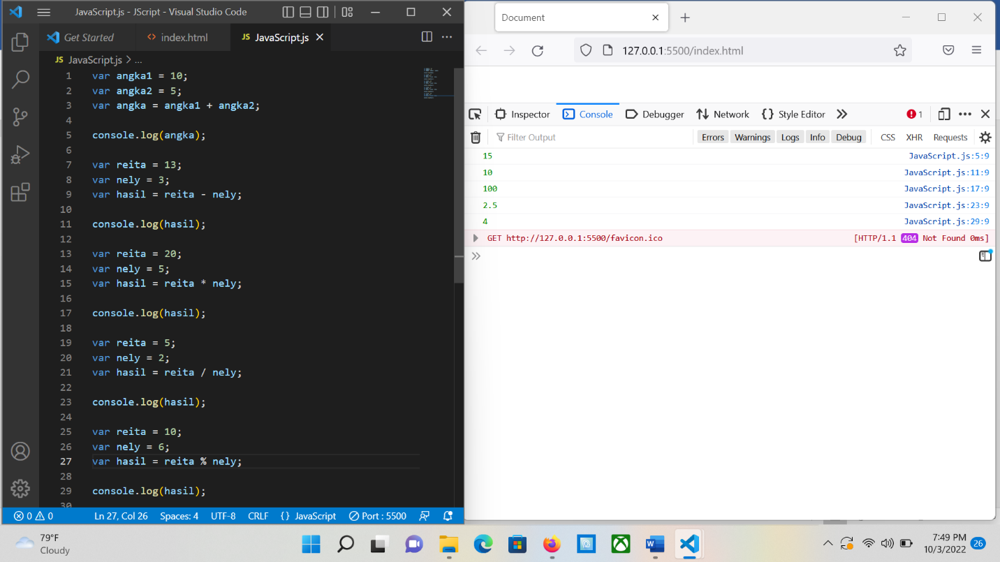 JavaScript.js - JScript - Visual Studio Code
Get Started
<> index.html
JS JavaScript.js
JS JavaScript.js > ...
1 var angka1 = 10;
2 var angka2 = 5;
3 var angka = angka1 + angka2;
4
5 console.log(angka);
6
7 var reita = 13;
8 var nely = 3;
9 var hasil = reita - nely;
10
11 console.log(hasil);
12
13 var reita = 20;
14 var nely = 5;
15 var hasil = reita * nely;
16
17 console.log(hasil);
18
19 var reita = 5;
20 var nely = 2;
21 var hasil = reita / nely;
22
23 console.log(hasil);
24
25 var reita = 10;
26 var nely = 6;
27 var hasil = reita % nely;
28
29 console.log(hasil);
30
0 0 Ln 27, Col 26 Spaces: 4 UTF-8 CRLF {} JavaScript Port : 5500
Document
127.0.0.1:5500/index.html
Inspector Console Debugger Network {} Style Editor 1
Filter Output Errors Warnings Logs Info Debug CSS XHR Requests
15 JavaScript.js:5:9
10 JavaScript.js:11:9
100 JavaScript.js:17:9
2.5 JavaScript.js:23:9
4 JavaScript.js:29:9
GET http://127.0.0.1:5500/favicon.ico [HTTP/1.1 404 Not Found 0ms]
79°F
Cloudy
7:49 PM
10/3/2022
26